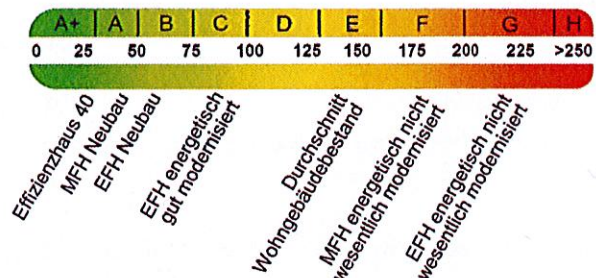 A+ A B C D E F G H
0 25 50 75 100 125 150 175 200 225 >250
Effizienzhaus 40
MFH Neubau
EFH Neubau
EFH energetisch
gut modernisiert
Durchschnitt
Wohngebäudebestand
MFH energetisch nicht
wesentlich modernisiert
EFH energetisch nicht
wesentlich modernisiert